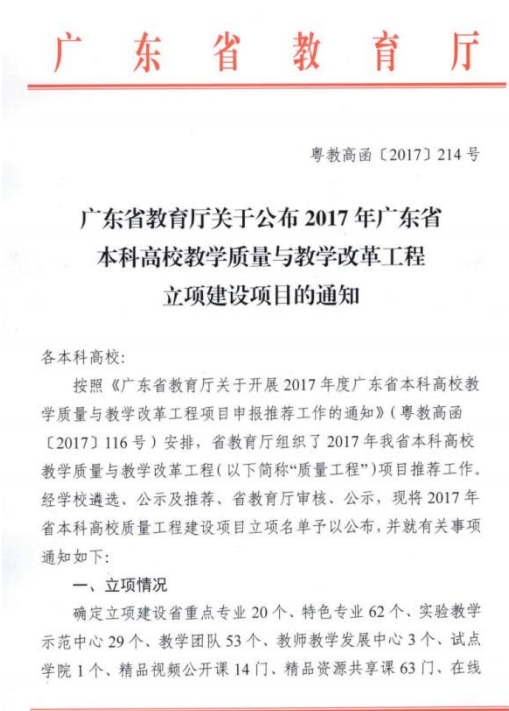 广东省教育厅
粤教高函〔2017〕214号
广东省教育厅关于公布2017年广东省
本科高校教学质量与教学改革工程
立项建设项目的通知
各本科高校：
按照《广东省教育厅关于开展2017年度广东省本科高校教
学质量与教学改革工程项目申报推荐工作的通知》（粤教高函
〔2017〕116号）安排，省教育厅组织了2017年我省本科高校
教学质量与教学改革工程（以下简称“质量工程”）项目推荐工作。
经学校遴选、公示及推荐、省教育厅审核、公示，现将2017年
省本科高校质量工程建设项目立项名单予以公布，并就有关事项
通知如下：
一、立项情况
确定立项建设省重点专业20个、特色专业62个、实验教学
示范中心29个、教学团队53个、教师教学发展中心3个、试点
学院1个、精品视频公开课14门、精品资源共享课63门、在线